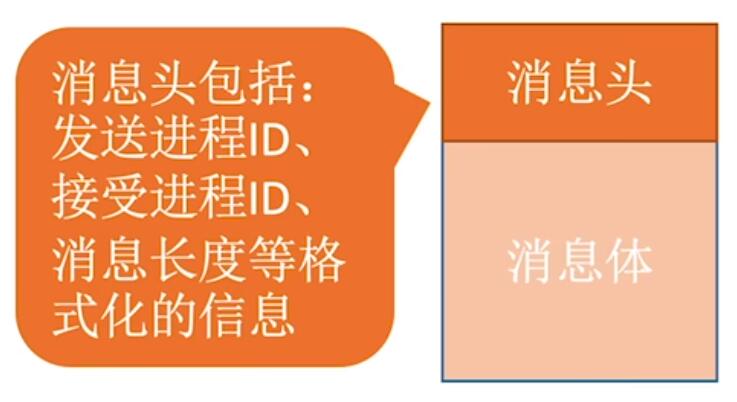 消息头包括：
发送进程ID、
接受进程ID、
消息长度等格
式化的信息
消息头
消息体